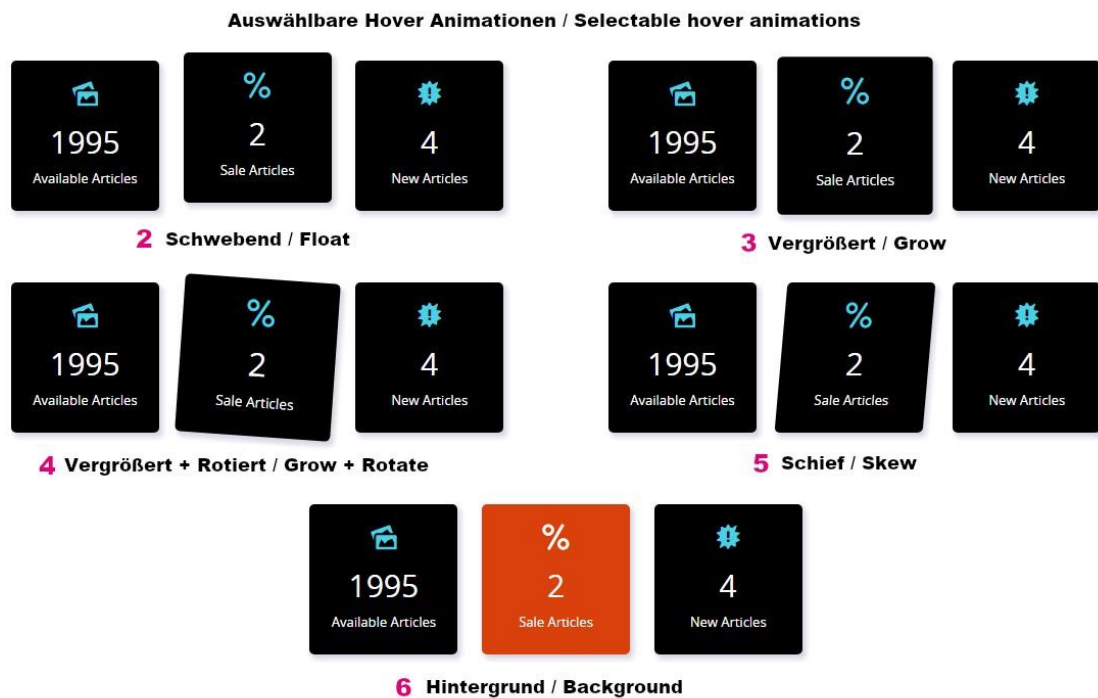 Auswählbare Hover Animationen / Selectable hover animations
%
%
1995 2 4
1995 2 4
Available Articles Sale Articles New Articles
Available Articles Sale Articles New Articles
2 Schwebend / Float
3 Vergrößert / Grow
%
%
1995 2 4
1995 2 4
Available Articles Sale Articles New Articles
Available Articles Sale Articles New Articles
4 Vergrößert + Rotiert / Grow + Rotate
5 Schief / Skew
%
1995 2 4
Available Articles Sale Articles New Articles
6 Hintergrund / Background